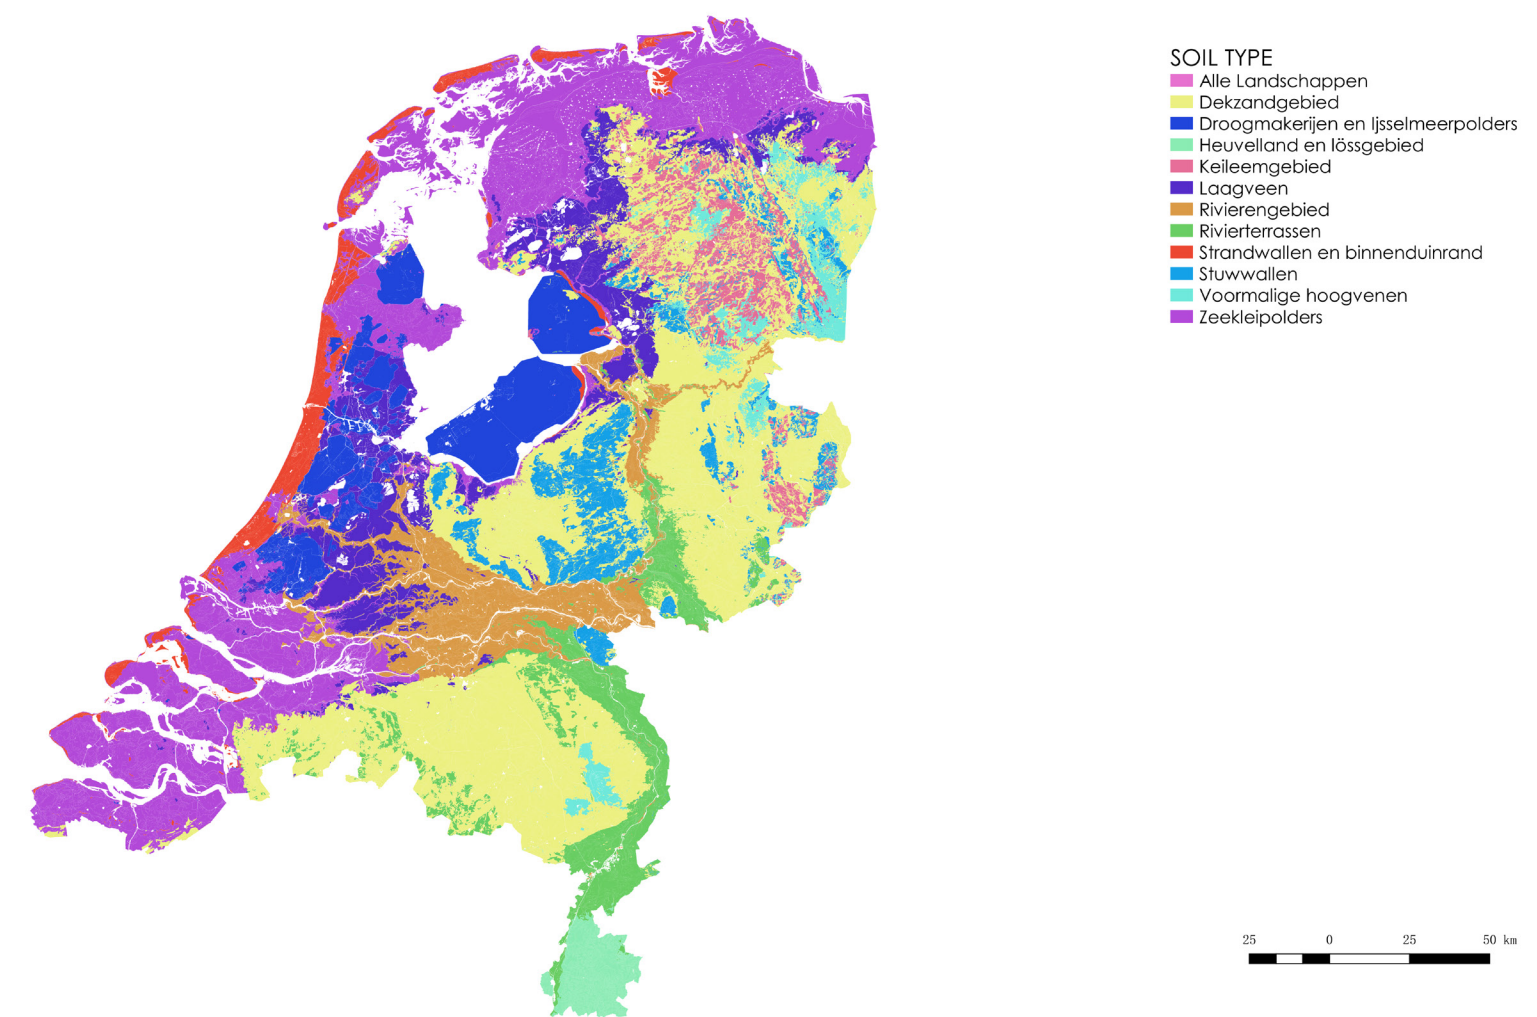 SOIL TYPE
Alle Landschappen
Dekzandgebied
Droogmakerijen en Ijsselmeerpolders
Heuvelland en lössgebied
Keileemgebied
Laagveen
Rivierengebied
Rivierterrassen
Strandwallen en binnenduinrand
Stuwwallen
Voormalige hoogvenen
Zeekleipolders
25 0 25 50 km